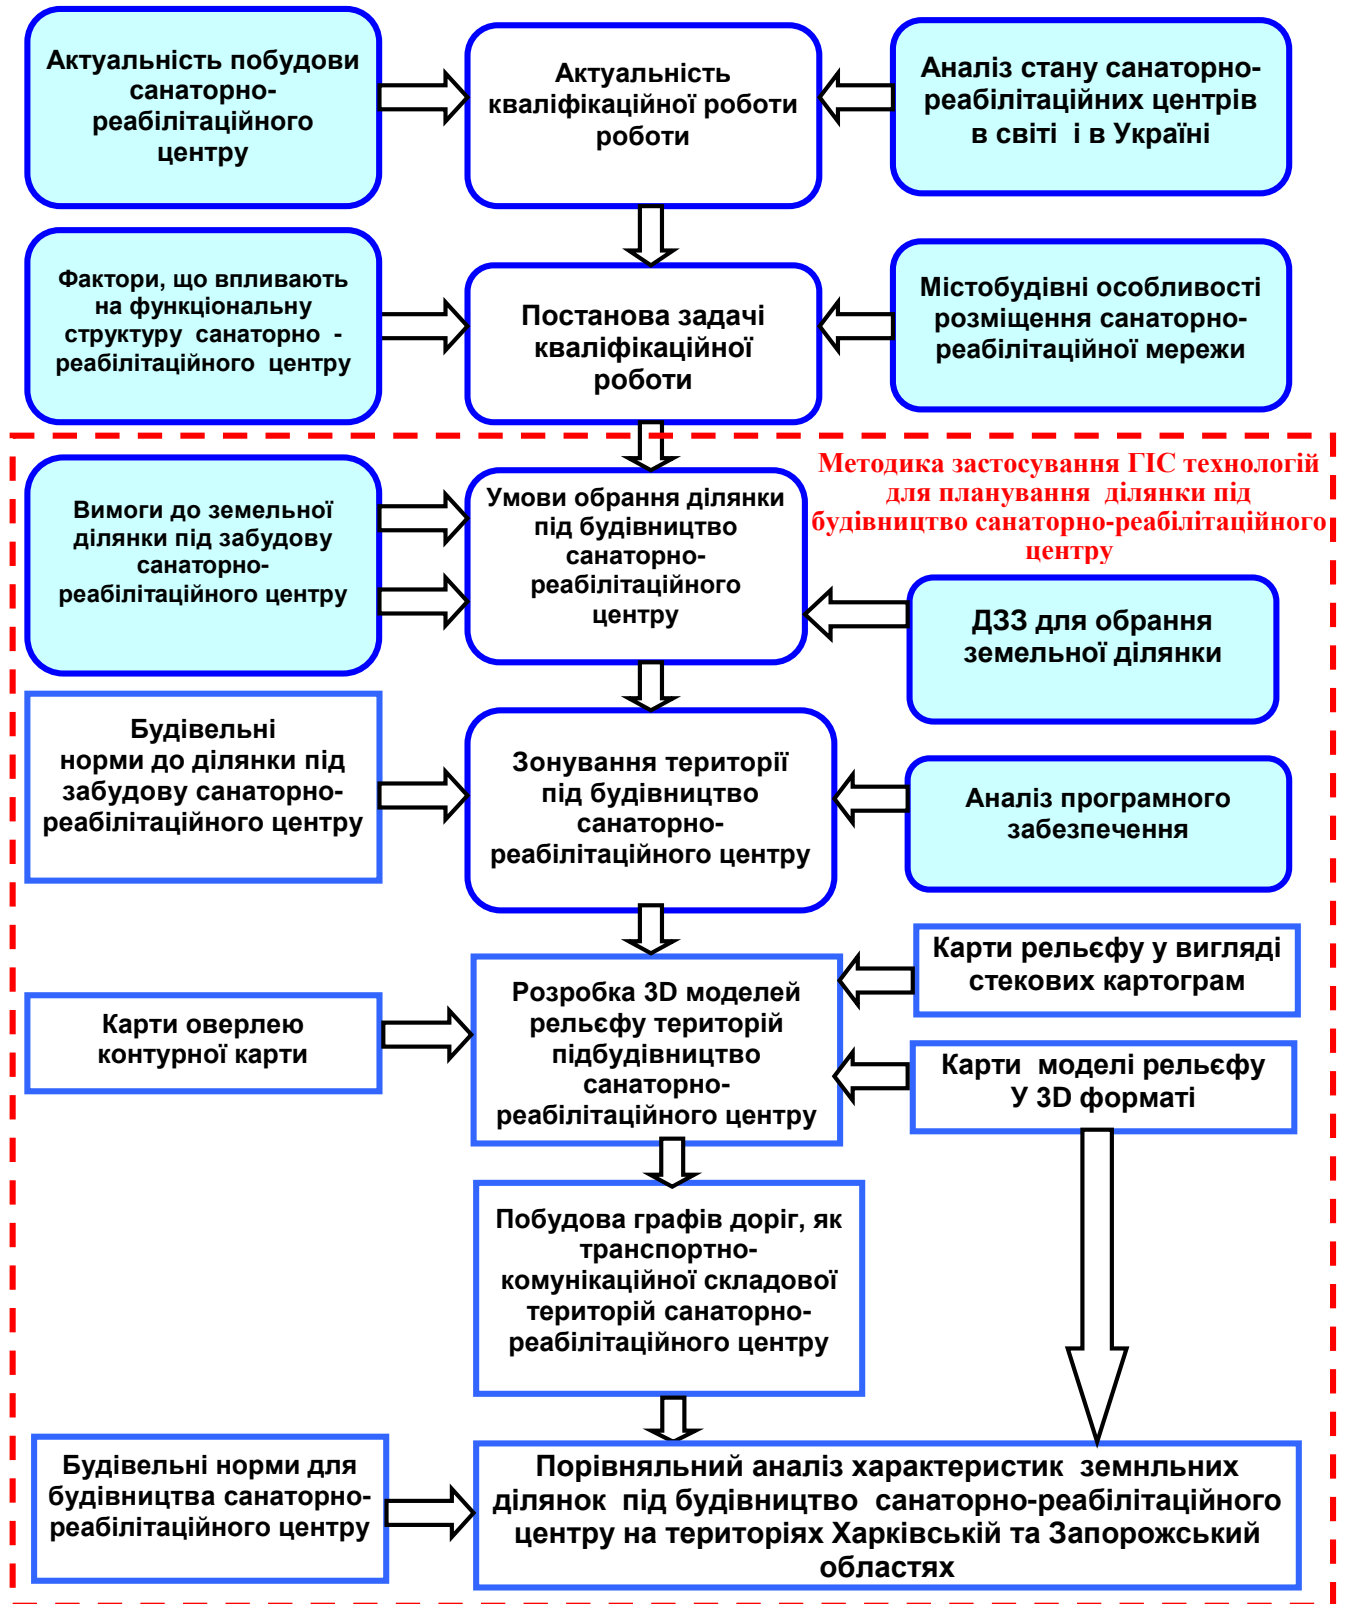 Актуальність побудови
санаторно-
реабілітаційного
центру
Актуальність
кваліфікаційної роботи
роботи
Аналіз стану санаторно-
реабілітаційних центрів
в світі і в Україні
Фактори, що впливають
на функціональну
структуру санаторно -
реабілітаційного центру
Постанова задачі
кваліфікаційної
роботи
Містобудівні особливості
розміщення санаторно-
реабілітаційної мережи
Методика застосування ГІС технологій
для планування ділянки під
будівництво санаторно-реабілітаційного
центру
Вимоги до земельної
ділянки під забудову
санаторно-
реабілітаційного центру
Умови обрання ділянки
під будівництво
санаторно-
реабілітаційного
центру
ДЗЗ для обрання
земельної ділянки
Будівельні
норми до ділянки під
забудову санаторно-
реабілітаційного центру
Зонування території
під будівництво
санаторно-
реабілітаційного центру
Аналіз програмного
забезпечення
Карти рельєфу у вигляді
стекових картограм
Карти оверлею
контурної карти
Розробка 3D моделей
рельєфу територій
підбудівництво
санаторно-
реабілітаційного центру
Карти моделі рельєфу
У 3D форматі
Побудова графів доріг, як
транспортно-
комунікаційної складової
територій санаторно-
реабілітаційного центру
Будівельні норми для
будівництва санаторно-
реабілітаційного центру
Порівняльний аналіз характеристик земнльних
ділянок під будівництво санаторно-реабілітаційного
центру на територіях Харківській та Запорожський
областях